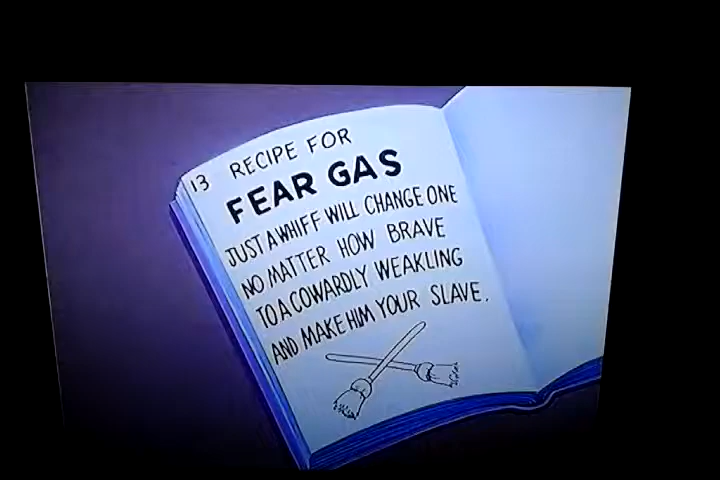 13 RECIPE FOR
FEAR GAS
JUST A WHIFF WILL CHANGE ONE
NO MATTER HOW BRAVE
TO A COWARDLY WEAKLING
AND MAKE HIM YOUR SLAVE.